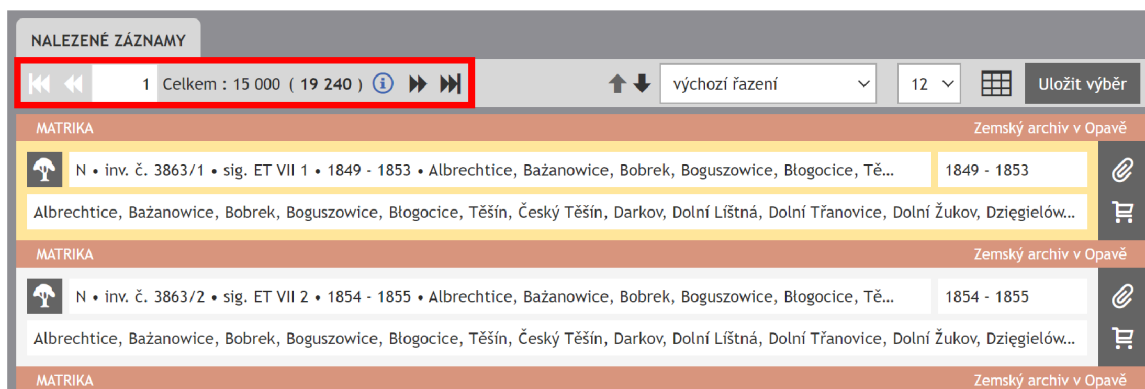 NALEZENÉ ZÁZNAMY
1 Celkem : 15 000 ( 19 240 ) i výchozí řazení 12 Uložit výběr
MATRIKA Zemský archiv v Opavě
N • inv. č. 3863/1 • sig. ET VII 1 • 1849 - 1853 • Albrechtice, Bażanowice, Bobrek, Boguszowice, Błogocice, Tě... 1849 - 1853
Albrechtice, Bażanowice, Bobrek, Boguszowice, Błogocice, Těšín, Český Těšín, Darkov, Dolní Líštná, Dolní Třanovice, Dolní Žukov, Dzięgielów...
MATRIKA Zemský archiv v Opavě
N • inv. č. 3863/2 • sig. ET VII 2 • 1854 - 1855 • Albrechtice, Bażanowice, Bobrek, Boguszowice, Błogocice, Tě... 1854 - 1855
Albrechtice, Bażanowice, Bobrek, Boguszowice, Błogocice, Těšín, Český Těšín, Darkov, Dolní Líštná, Dolní Třanovice, Dolní Žukov, Dzięgielów...
MATRIKA Zemský archiv v Opavě